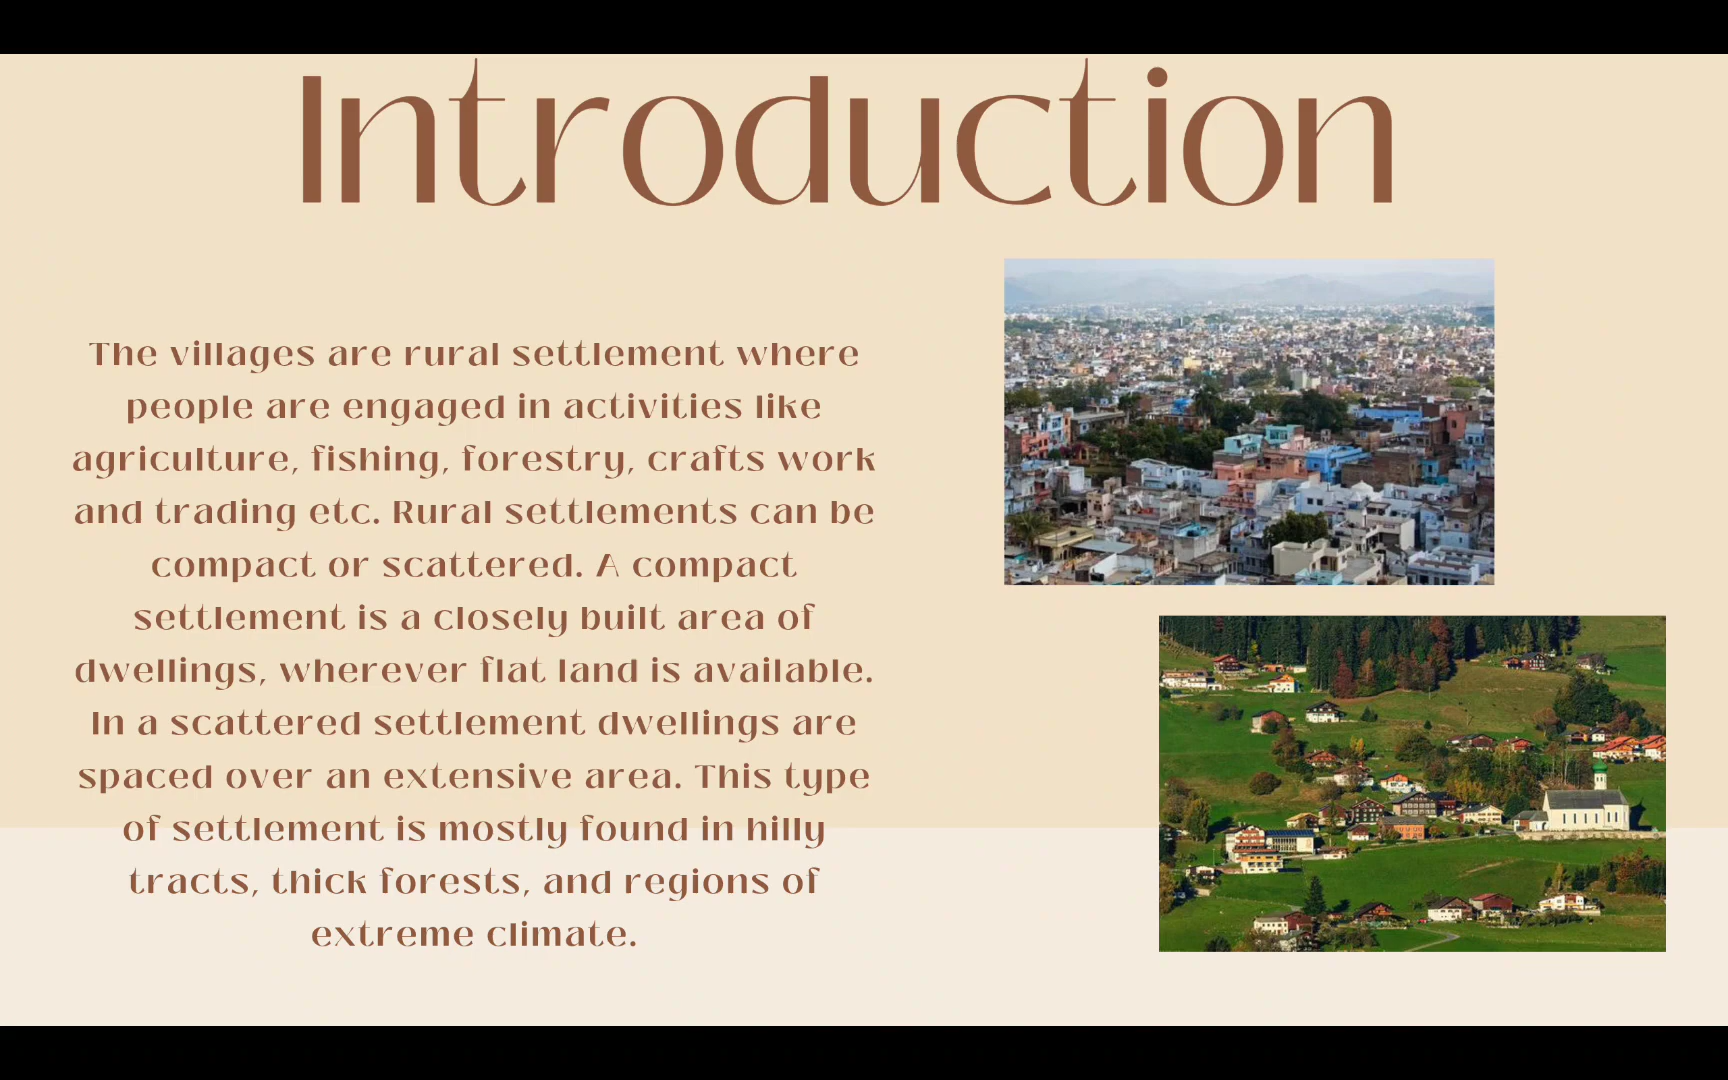 Introduction
The villages are rural settlement where
people are engaged in activities like
agriculture, fishing, forestry, crafts work
and trading etc. Rural settlements can be
compact or scattered. A compact
settlement is a closely built area of
dwellings, wherever flat land is available.
In a scattered settlement dwellings are
spaced over an extensive area. This type
of settlement is mostly found in hilly
tracts, thick forests, and regions of
extreme climate.